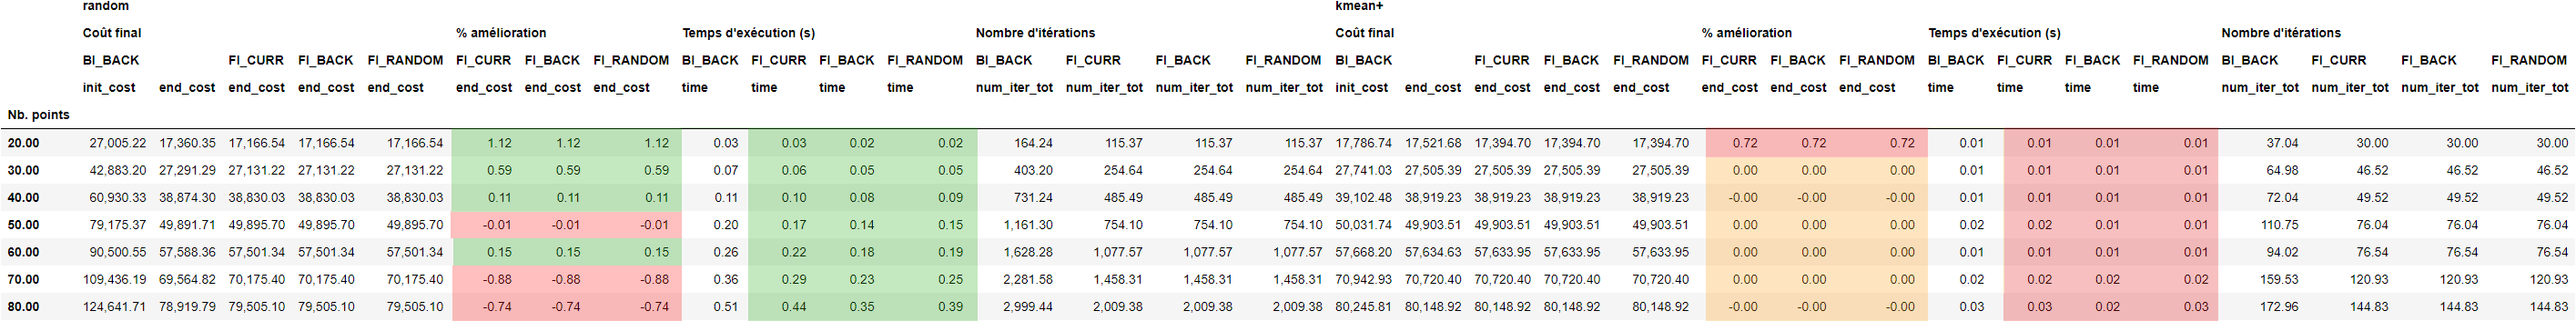 random kmean+
Coût final % amélioration Temps d'exécution (s) Nombre d'itérations Coût final % amélioration Temps d'exécution (s) Nombre d'itérations
BI_BACK FI_CURR FI_BACK FI_RANDOM FI_CURR FI_BACK FI_RANDOM BI_BACK FI_CURR FI_BACK FI_RANDOM BI_BACK FI_CURR FI_BACK FI_RANDOM BI_BACK FI_CURR FI_BACK FI_RANDOM FI_CURR FI_BACK FI_RANDOM BI_BACK FI_CURR FI_BACK FI_RANDOM BI_BACK FI_CURR FI_BACK FI_RANDOM
init_cost end_cost end_cost end_cost end_cost end_cost end_cost end_cost time time time time num_iter_tot num_iter_tot num_iter_tot num_iter_tot init_cost end_cost end_cost end_cost end_cost end_cost end_cost end_cost time time time time num_iter_tot num_iter_tot num_iter_tot num_iter_tot
Nb. points
20.00 27,005.22 17,360.35 17,166.54 17,166.54 17,166.54 1.12 1.12 1.12 0.03 0.03 0.02 0.02 164.24 115.37 115.37 115.37 17,786.74 17,521.68 17,394.70 17,394.70 17,394.70 0.72 0.72 0.72 0.01 0.01 0.01 0.01 37.04 30.00 30.00 30.00
30.00 42,883.20 27,291.29 27,131.22 27,131.22 27,131.22 0.59 0.59 0.59 0.07 0.06 0.05 0.05 403.20 254.64 254.64 254.64 27,741.03 27,505.39 27,505.39 27,505.39 27,505.39 0.00 0.00 0.00 0.01 0.01 0.01 0.01 64.98 46.52 46.52 46.52
40.00 60,930.33 38,874.30 38,830.03 38,830.03 38,830.03 0.11 0.11 0.11 0.11 0.10 0.08 0.09 731.24 485.49 485.49 485.49 39,102.48 38,919.23 38,919.23 38,919.23 38,919.23 -0.00 -0.00 -0.00 0.01 0.01 0.01 0.01 72.04 49.52 49.52 49.52
50.00 79,175.37 49,891.71 49,895.70 49,895.70 49,895.70 -0.01 -0.01 -0.01 0.20 0.17 0.14 0.15 1,161.30 754.10 754.10 754.10 50,031.74 49,903.51 49,903.51 49,903.51 49,903.51 0.00 0.00 0.00 0.02 0.02 0.01 0.01 110.75 76.04 76.04 76.04
60.00 90,500.55 57,588.36 57,501.34 57,501.34 57,501.34 0.15 0.15 0.15 0.26 0.22 0.18 0.19 1,628.28 1,077.57 1,077.57 1,077.57 57,668.20 57,634.63 57,633.95 57,633.95 57,633.95 0.00 0.00 0.00 0.01 0.01 0.01 0.01 94.02 76.54 76.54 76.54
70.00 109,436.19 69,564.82 70,175.40 70,175.40 70,175.40 -0.88 -0.88 -0.88 0.36 0.29 0.23 0.25 2,281.58 1,458.31 1,458.31 1,458.31 70,942.93 70,720.40 70,720.40 70,720.40 70,720.40 0.00 0.00 0.00 0.02 0.02 0.02 0.02 159.53 120.93 120.93 120.93
80.00 124,641.71 78,919.79 79,505.10 79,505.10 79,505.10 -0.74 -0.74 -0.74 0.51 0.44 0.35 0.39 2,999.44 2,009.38 2,009.38 2,009.38 80,245.81 80,148.92 80,148.92 80,148.92 80,148.92 -0.00 -0.00 -0.00 0.03 0.03 0.02 0.03 172.96 144.83 144.83 144.83